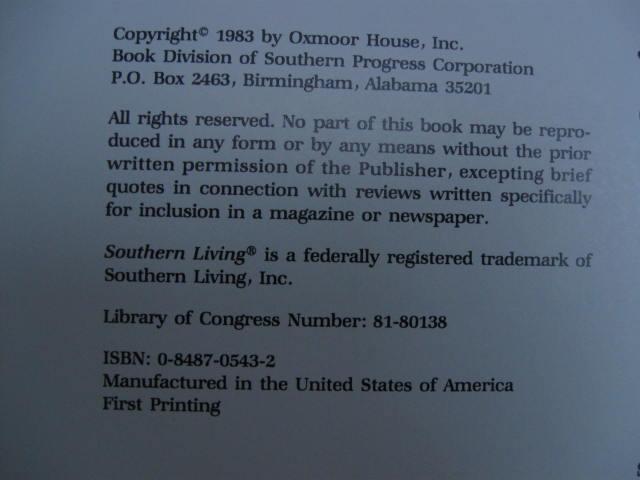 Copyright© 1983 by Oxmoor House, Inc.
Book Division of Southern Progress Corporation
P.O. Box 2463, Birmingham, Alabama 35201
All rights reserved. No part of this book may be repro-
duced in any form or by any means without the prior
written permission of the Publisher, excepting brief
quotes in connection with reviews written specifically
for inclusion in a magazine or newspaper.
Southern Living® is a federally registered trademark of
Southern Living, Inc.
Library of Congress Number: 81-80138
ISBN: 0-8487-0543-2
Manufactured in the United States of America
First Printing